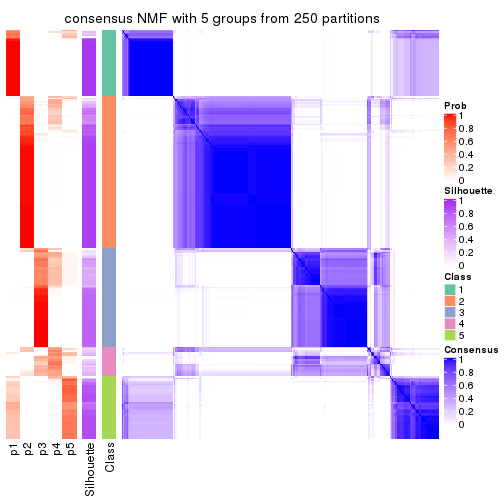 consensus NMF with 5 groups from 250 partitions
Prob
1
0.8
0.6
0.4
0.2
0
Silhouette
1
0.8
0.6
0.4
0.2
0
Class
1
2
3
4
5
Consensus
1
0.8
0.6
0.4
0.2
0
p1
p2
p3
p4
p5
Silhouette
Class